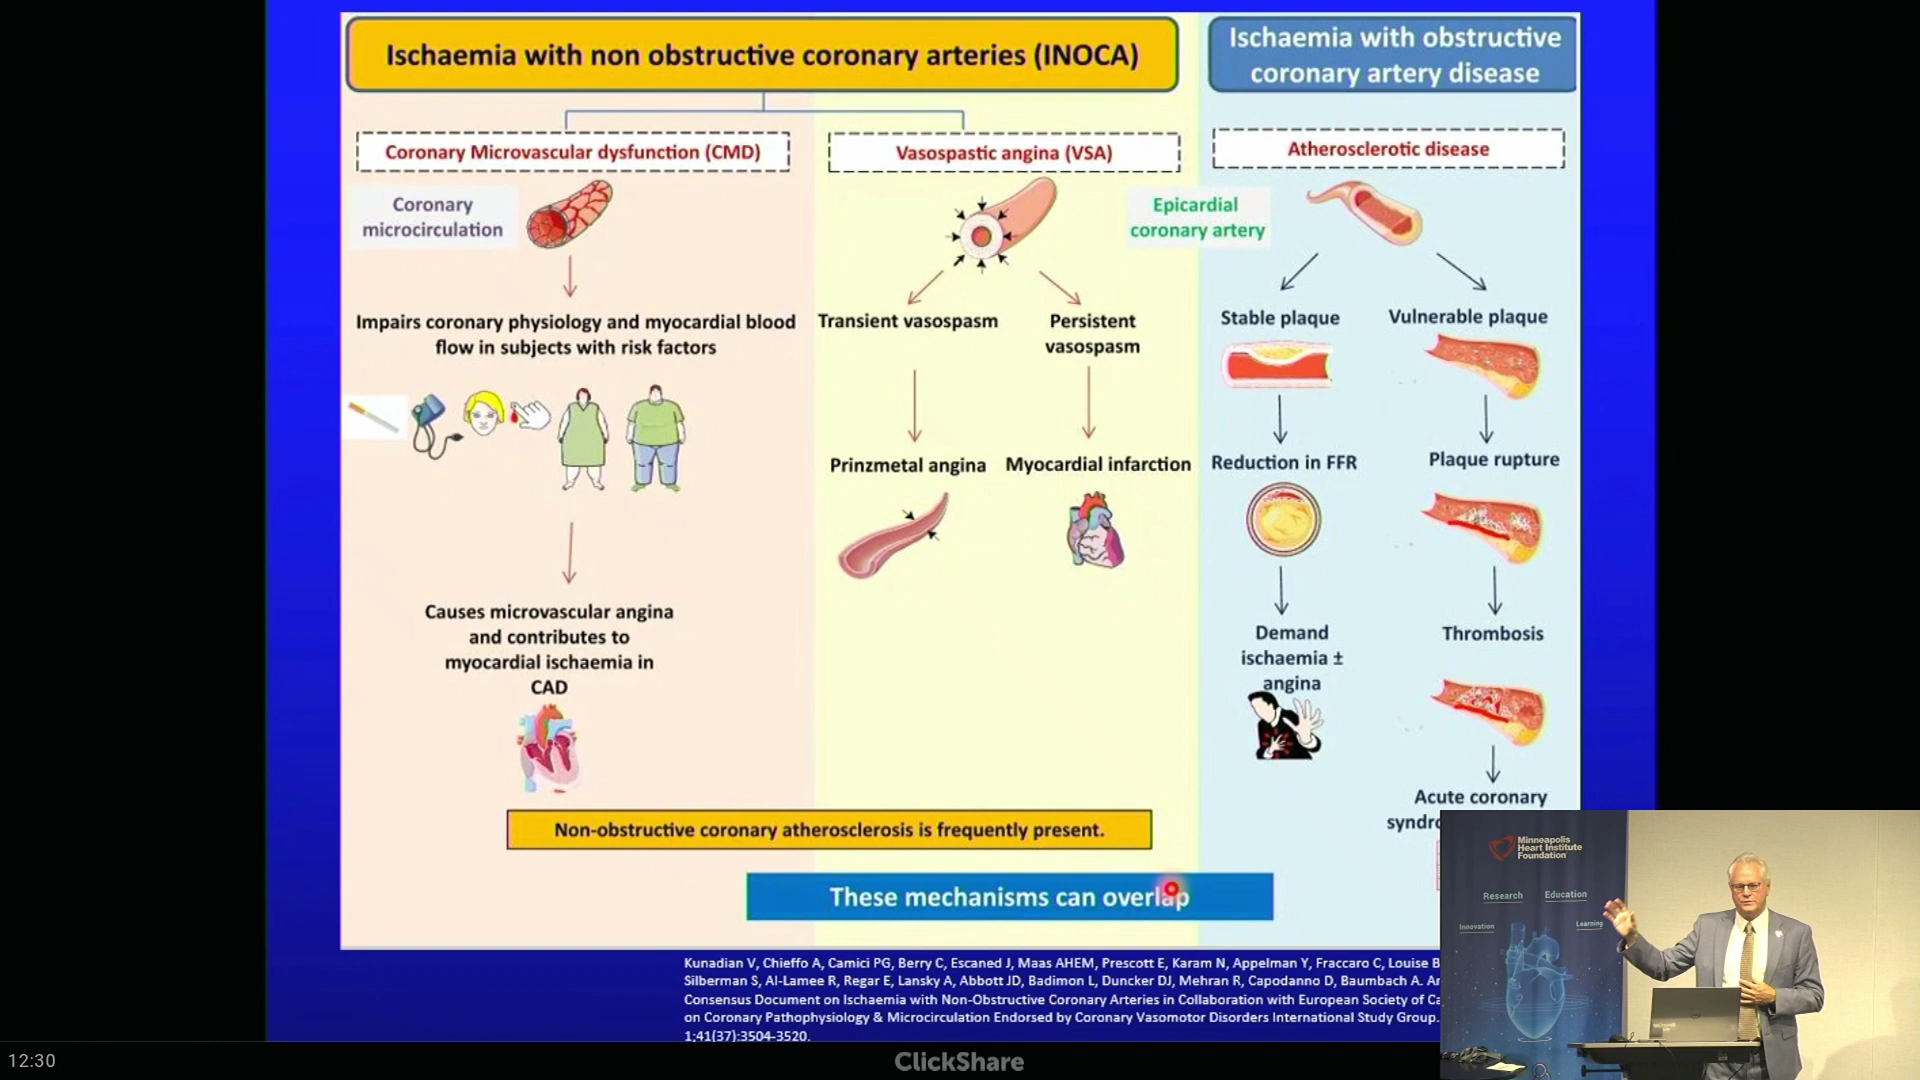 Ischaemia with non obstructive coronary arteries (INOCA)
Ischaemia with obstructive
coronary artery disease
Coronary Microvascular dysfunction (CMD)
Vasospastic angina (VSA)
Atherosclerotic disease
Coronary
microcirculation
Epicardial
coronary artery
Impairs coronary physiology and myocardial blood
flow in subjects with risk factors
Transient vasospasm
Persistent
vasospasm
Stable plaque
Vulnerable plaque
Prinzmetal angina
Myocardial infarction
Reduction in FFR
Plaque rupture
Causes microvascular angina
and contributes to
myocardial ischaemia in
CAD
Demand
ischaemia ±
angina
Thrombosis
Acute coronary
syndro
Non-obstructive coronary atherosclerosis is frequently present.
These mechanisms can overlap
Kunadian V, Chieffo A, Camici PG, Berry C, Escaned J, Maas AHEM, Prescott E, Karam N, Appelman Y, Fraccaro C, Louise B
Silberman S, Al-Lamee R, Regar E, Lansky A, Abbott JD, Badimon L, Duncker DJ, Mehran R, Capodanno D, Baumbach A. An
Consensus Document on Ischaemia with Non-Obstructive Coronary Arteries in Collaboration with European Society of Ca
on Coronary Pathophysiology & Microcirculation Endorsed by Coronary Vasomotor Disorders International Study Group.
1;41(37):3504-3520.
Minneapolis
Heart Institute
Foundation
Research
Education
Innovation
Learning
12:30
ClickShare